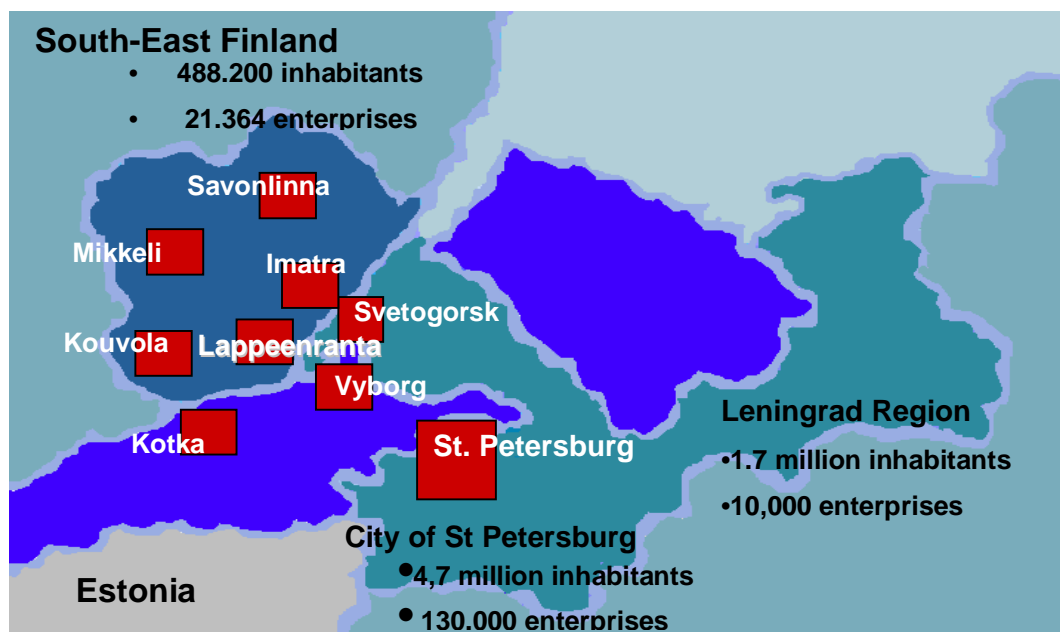 South-East Finland
• 488.200 inhabitants
• 21.364 enterprises
Savonlinna
Mikkeli
Imatra
Svetogorsk
Kouvola
Lappeenranta
Vyborg
Kotka
St. Petersburg
Leningrad Region
•1.7 million inhabitants
•10,000 enterprises
City of St Petersburg
•4,7 million inhabitants
• 130.000 enterprises
Estonia